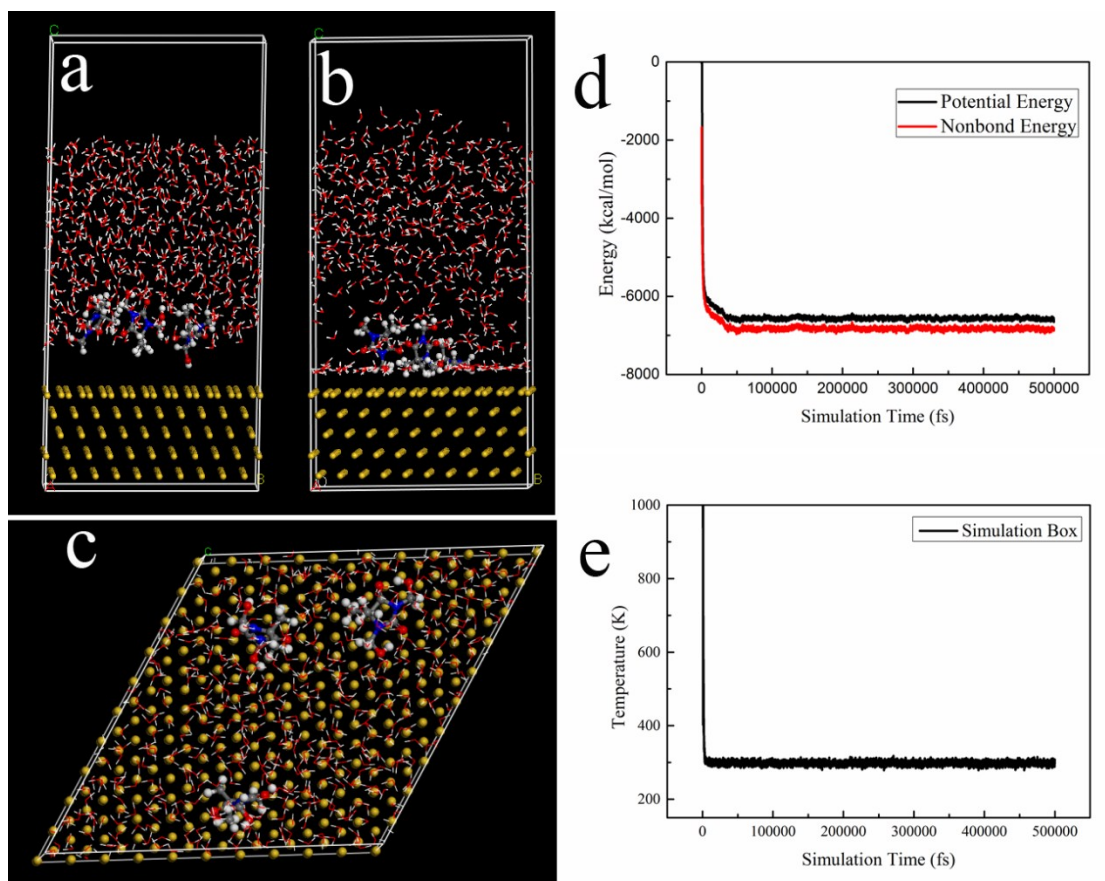 C
a
A
B
C
b
A
O
B
c
C
d
Energy (kcal/mol)
0
-2000
-4000
-6000
-8000
Potential Energy
Nonbond Energy
0 100000 200000 300000 400000 500000
Simulation Time (fs)
e
Temperature (K)
1000
800
600
400
200
Simulation Box
0 100000 200000 300000 400000 500000
Simulation Time (fs)